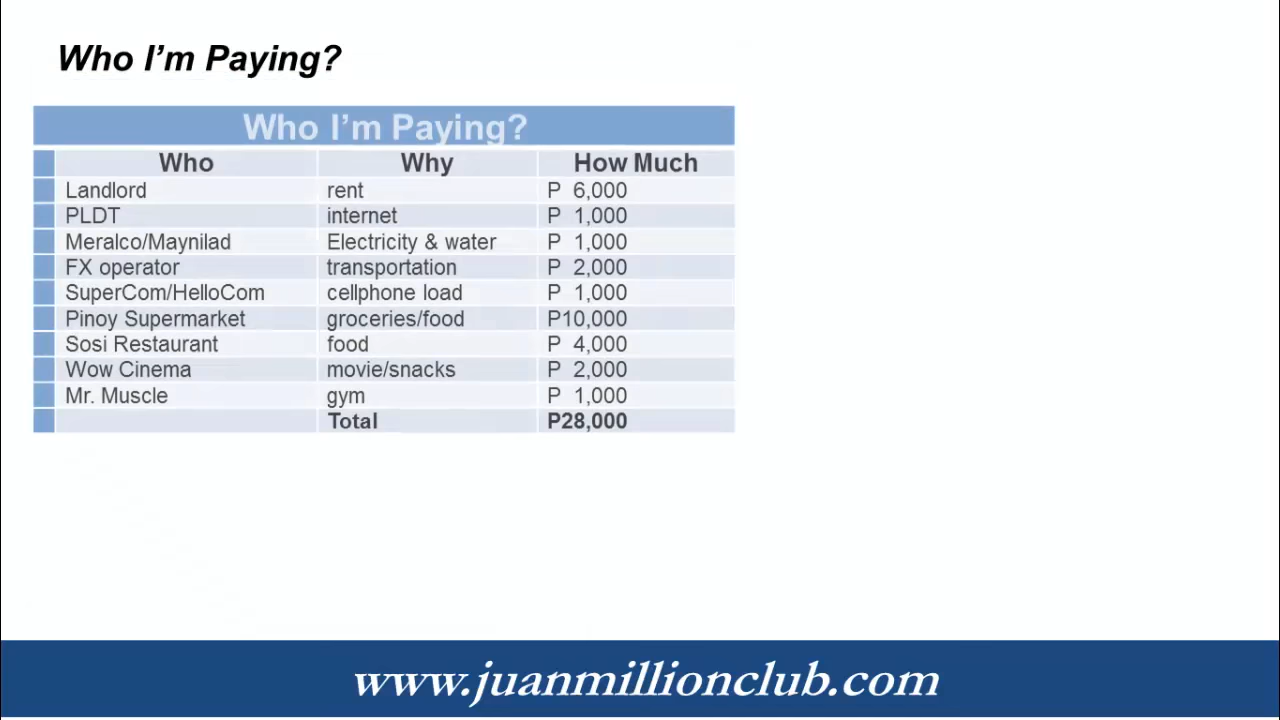 Who I'm Paying?
Who I'm Paying?
Who Why How Much
Landlord rent P 6,000
PLDT internet P 1,000
Meralco/Maynilad Electricity & water P 1,000
FX operator transportation P 2,000
SuperCom/HelloCom cellphone load P 1,000
Pinoy Supermarket groceries/food P10,000
Sosi Restaurant food P 4,000
Wow Cinema movie/snacks P 2,000
Mr. Muscle gym P 1,000
Total P28,000
www.juanmillionclub.com